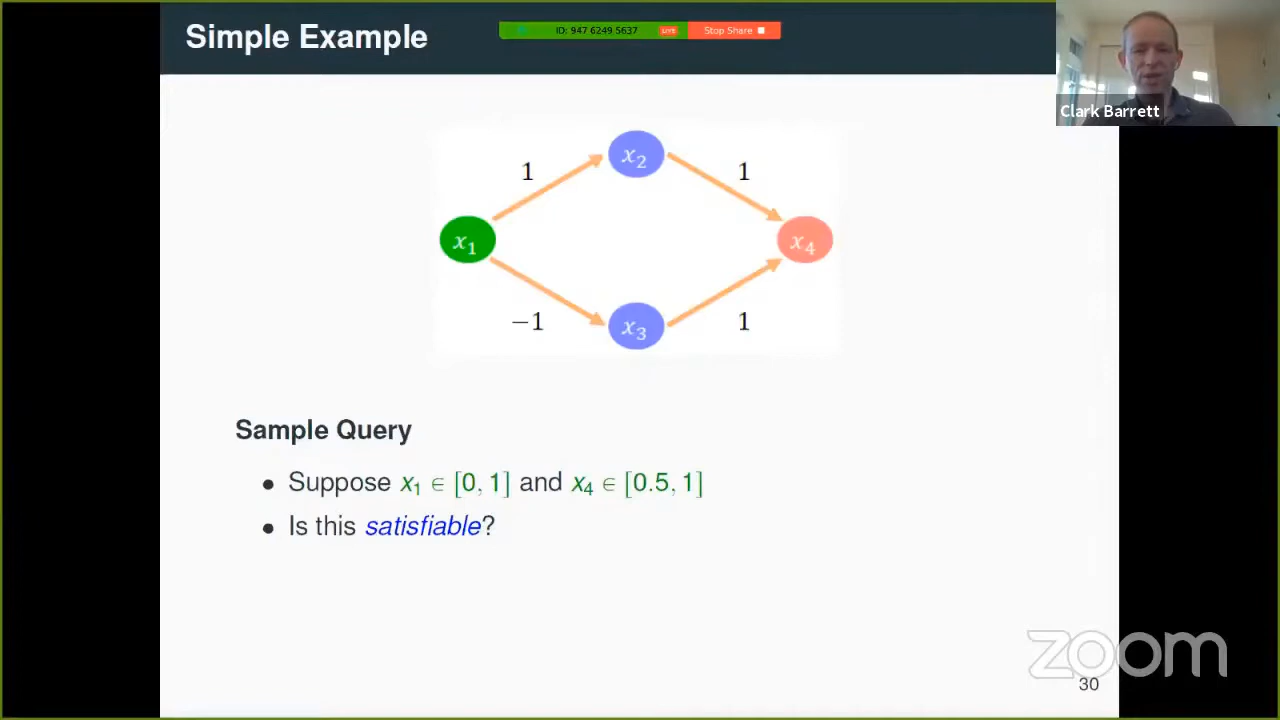 Simple Example
ID: 947 6249 5637 LIVE Stop Share
Clark Barrett
x₂
1 1
x₁ x₄
−1 1
x₃
Sample Query
• Suppose x₁ ∈ [0, 1] and x₄ ∈ [0.5, 1]
• Is this satisfiable?
zoom
30